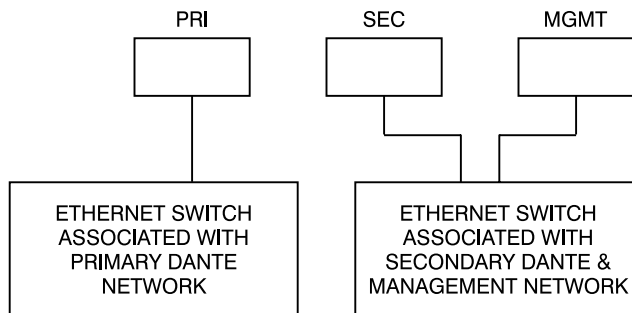 PRI
SEC
MGMT
ETHERNET SWITCH
ASSOCIATED WITH
PRIMARY DANTE
NETWORK
ETHERNET SWITCH
ASSOCIATED WITH
SECONDARY DANTE &
MANAGEMENT NETWORK